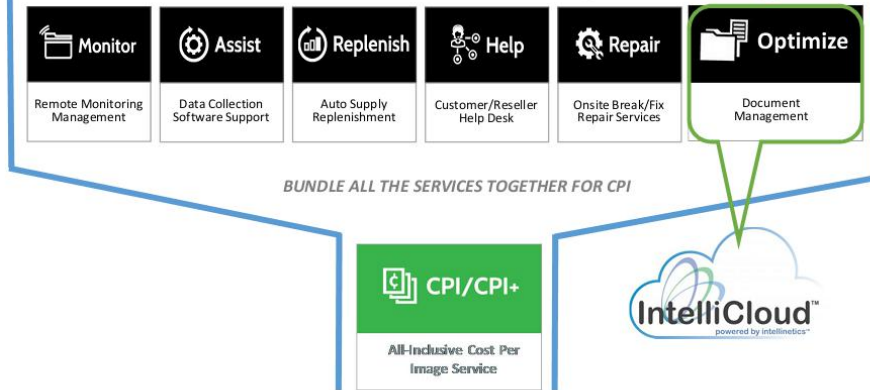 Monitor
Remote Monitoring
Management
Assist
Data Collection
Software Support
Replenish
Auto Supply
Replenishment
Help
Customer/Reseller
Help Desk
Repair
Onsite Break/Fix
Repair Services
Optimize
Document
Management
BUNDLE ALL THE SERVICES TOGETHER FOR CPI
¢
CPI/CPI+
All-Inclusive Cost Per
Image Service
IntelliCloud™
powered by intellinetics™